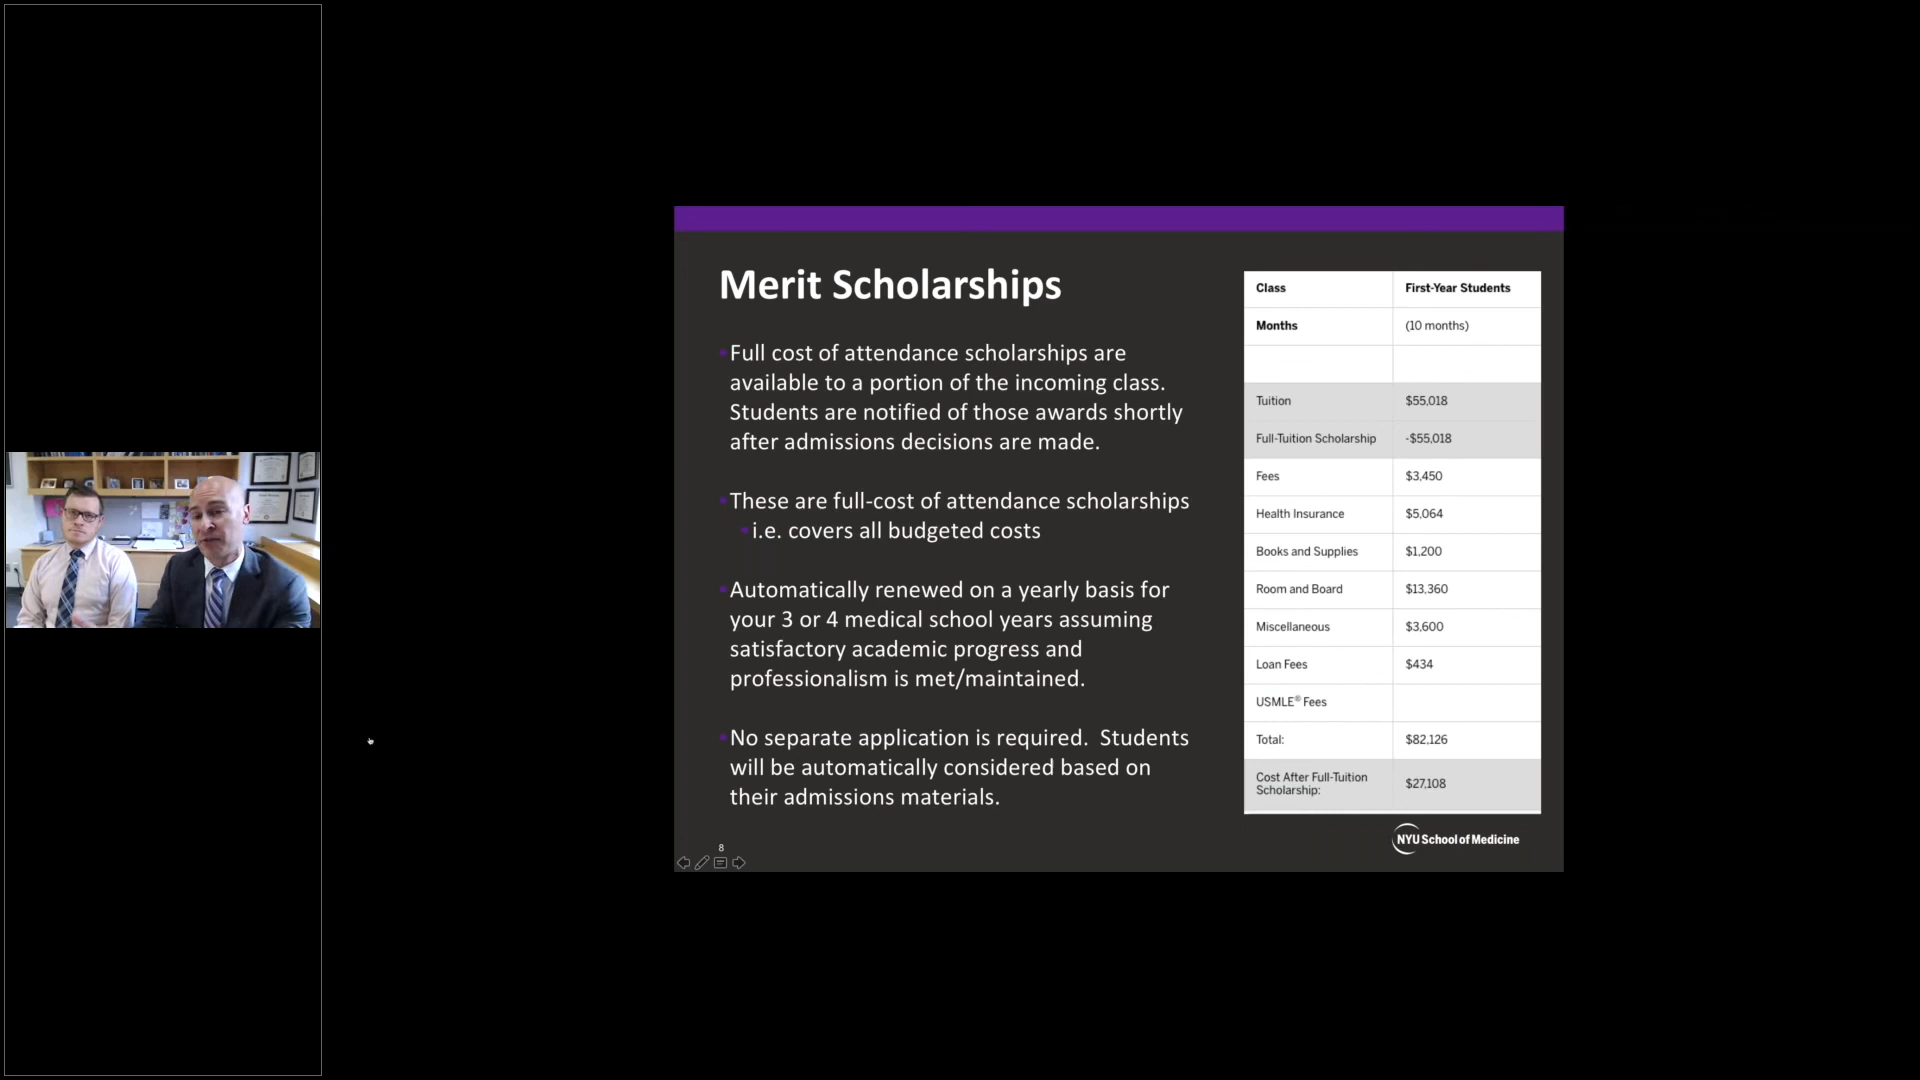 Merit Scholarships
Full cost of attendance scholarships are
available to a portion of the incoming class.
Students are notified of those awards shortly
after admissions decisions are made.
These are full-cost of attendance scholarships
i.e. covers all budgeted costs
Automatically renewed on a yearly basis for
your 3 or 4 medical school years assuming
satisfactory academic progress and
professionalism is met/maintained.
No separate application is required. Students
will be automatically considered based on
their admissions materials.
8
Class First-Year Students
Months (10 months)
Tuition $55,018
Full-Tuition Scholarship -$55,018
Fees $3,450
Health Insurance $5,064
Books and Supplies $1,200
Room and Board $13,360
Miscellaneous $3,600
Loan Fees $434
USMLE® Fees
Total: $82,126
Cost After Full-Tuition
Scholarship: $27,108
NYU School of Medicine